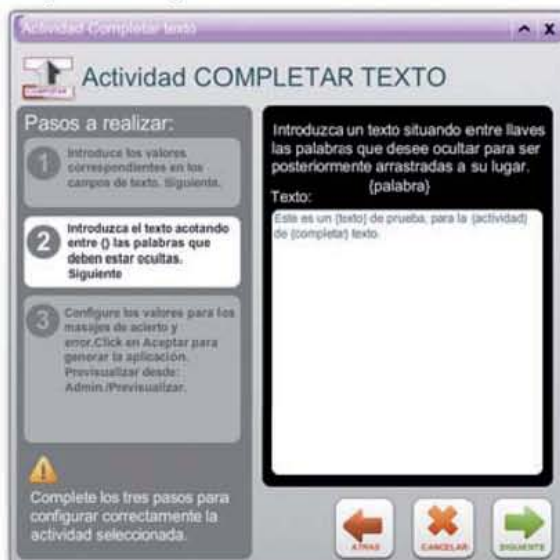 Actividad Completar texto
COMPLETAR
Actividad COMPLETAR TEXTO
Pasos a realizar:
1
Introduce los valores
correspondientes en los
campos de texto. Siguiente.
2
Introduzca el texto acotando
entre {} las palabras que
deben estar ocultas.
Siguiente
3
Configure los valores para los
masajes de acierto y
error.Click en Aceptar para
generar la aplicación.
Previsualizar desde:
Admin./Previsualizar.
Complete los tres pasos para
configurar correctamente la
actividad seleccionada.
Introduzca un texto situando entre llaves
las palabras que desee ocultar para ser
posteriormente arrastradas a su lugar.
{palabra}
Texto:
Este es un {texto} de prueba, para la {actividad}
de {completar} texto.
ATRAS
CANCELAR
SIGUIENTE
X